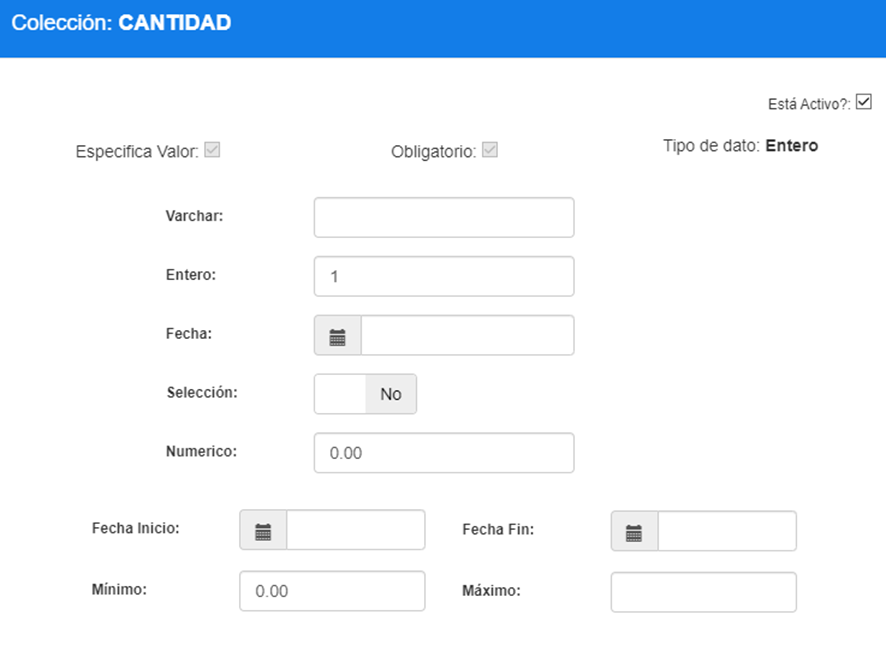 Colección: CANTIDAD
Está Activo?:
Especifica Valor:
Obligatorio:
Tipo de dato: Entero
Varchar:
Entero: 1
Fecha:
Selección: No
Numerico: 0.00
Fecha Inicio:
Fecha Fin:
Mínimo: 0.00
Máximo: